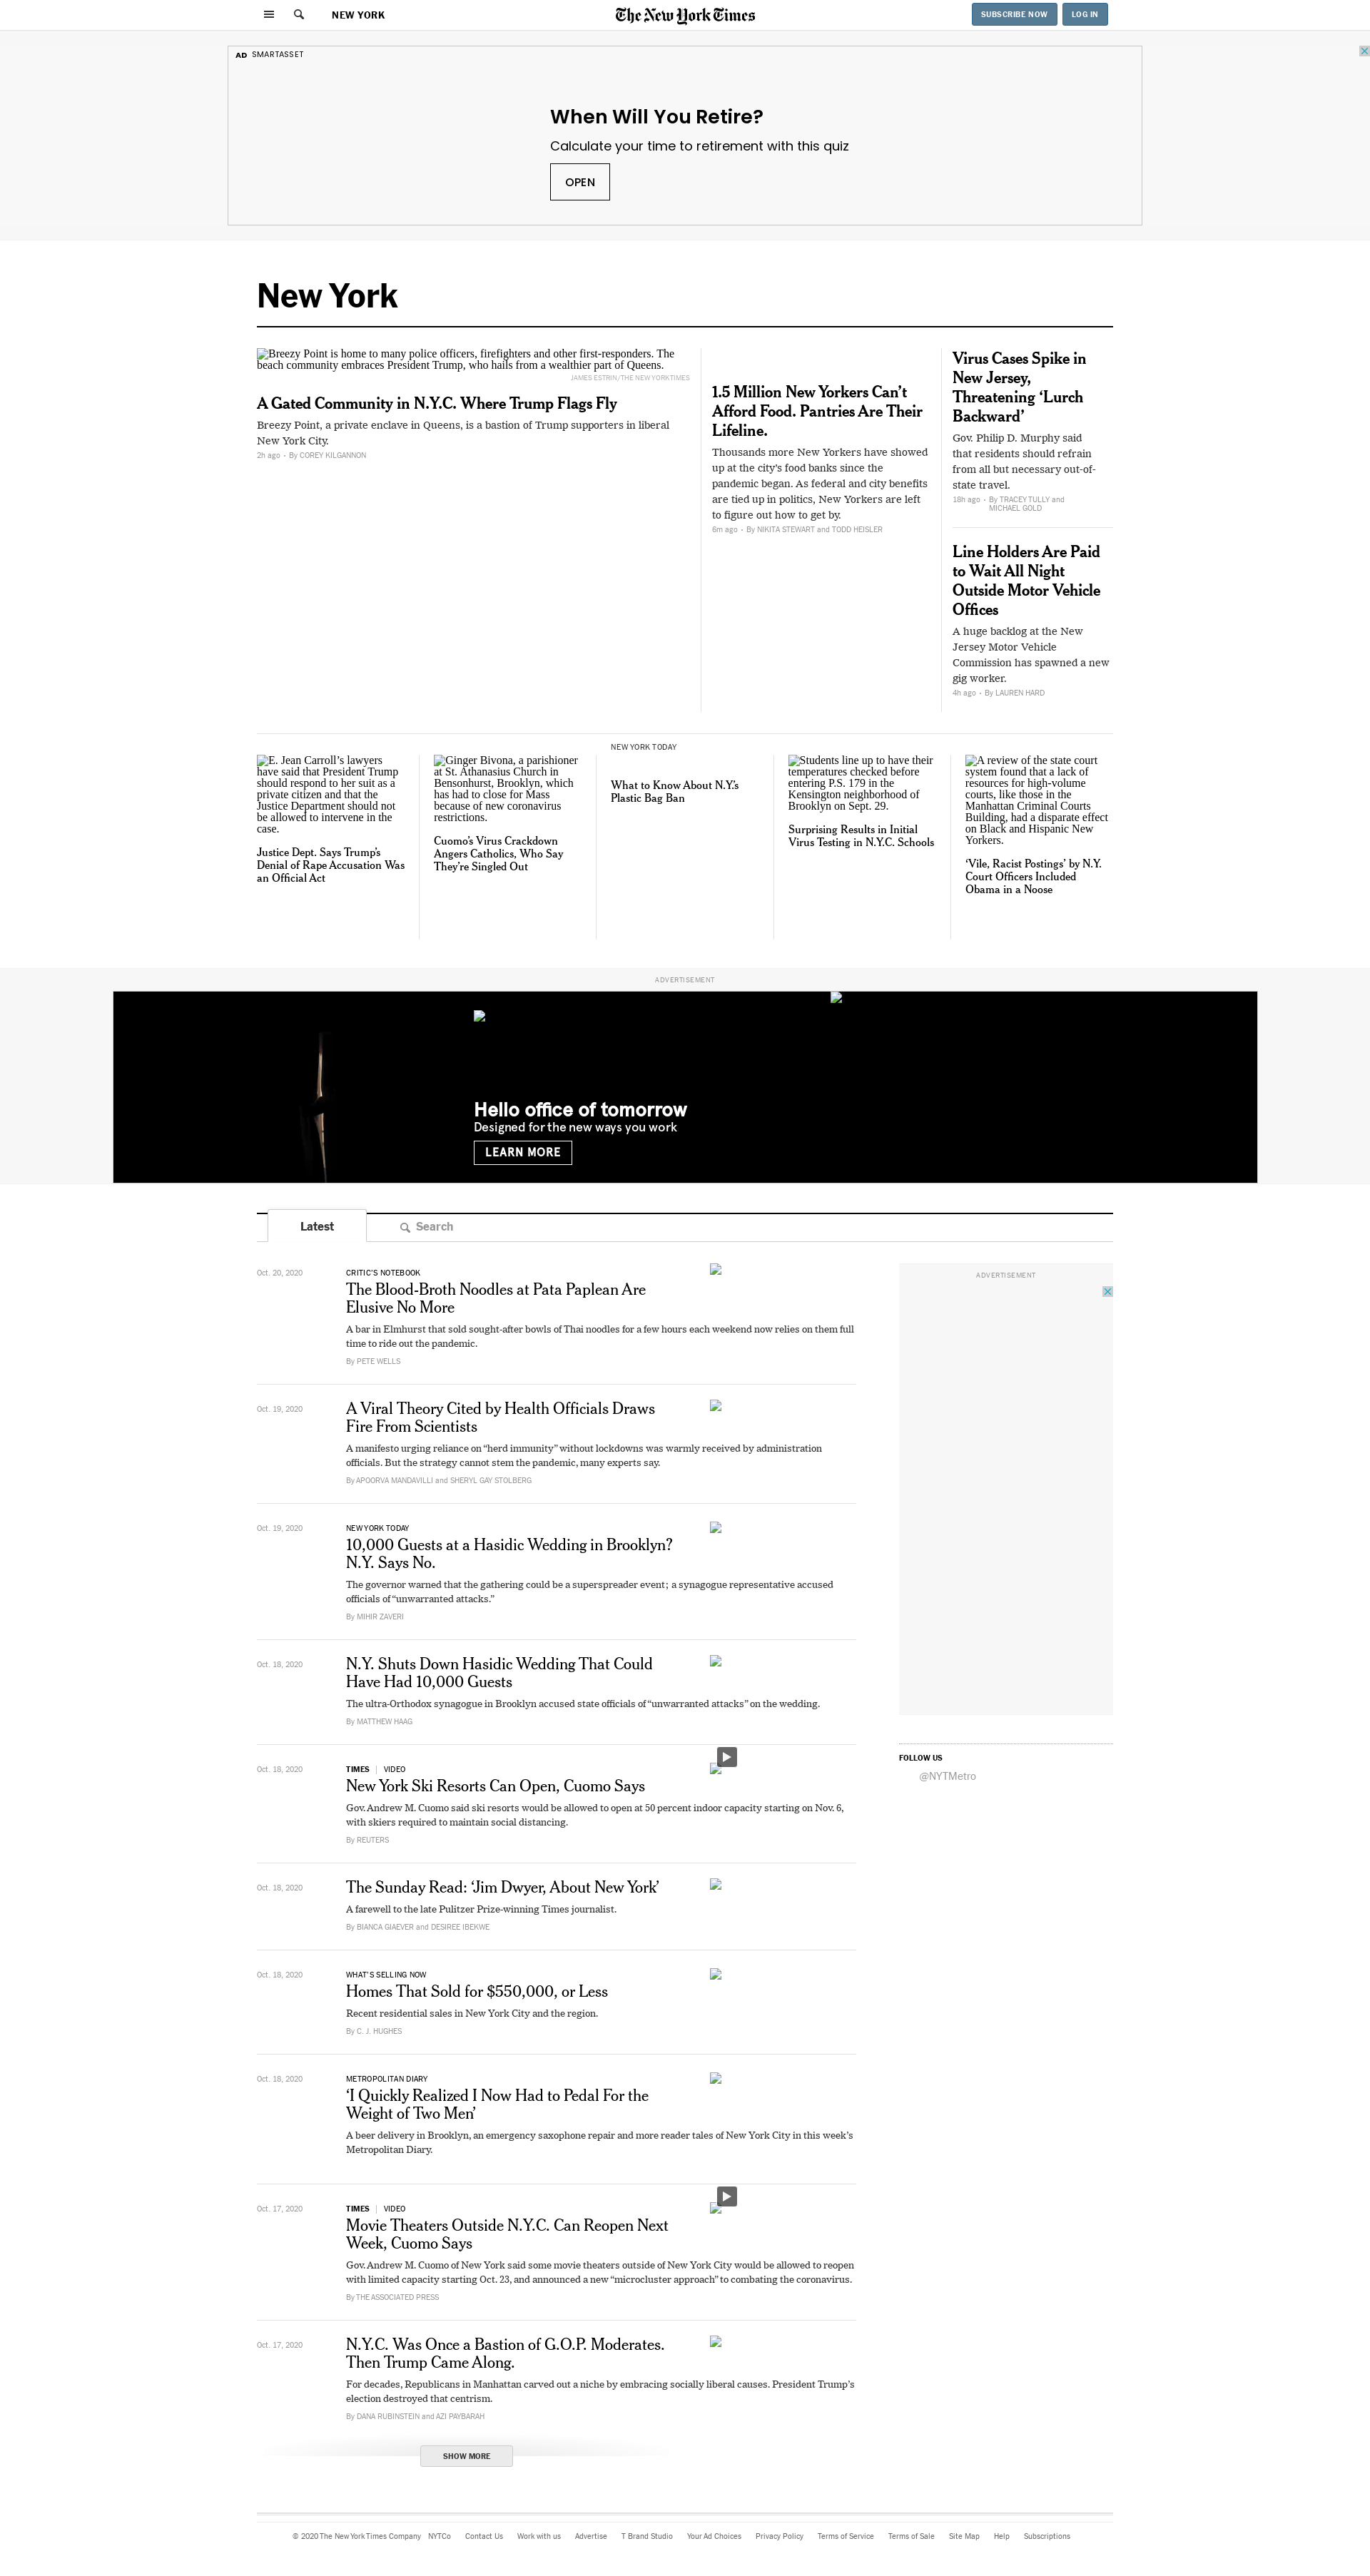 NEW YORK
The New York Times
SUBSCRIBE NOW
LOG IN
AD SMARTASSET
When Will You Retire?
Calculate your time to retirement with this quiz
OPEN
New York
Breezy Point is home to many police officers, firefighters and other first-responders. The
beach community embraces President Trump, who hails from a wealthier part of Queens.
JAMES ESTRIN/THE NEW YORK TIMES
A Gated Community in N.Y.C. Where Trump Flags Fly
Breezy Point, a private enclave in Queens, is a bastion of Trump supporters in liberal
New York City.
2h ago • By COREY KILGANNON
1.5 Million New Yorkers Can’t
Afford Food. Pantries Are Their
Lifeline.
Thousands more New Yorkers have showed
up at the city’s food banks since the
pandemic began. As federal and city benefits
are tied up in politics, New Yorkers are left
to figure out how to get by.
6m ago • By NIKITA STEWART and TODD HEISLER
Virus Cases Spike in
New Jersey,
Threatening ‘Lurch
Backward’
Gov. Philip D. Murphy said
that residents should refrain
from all but necessary out-of-
state travel.
18h ago • By TRACEY TULLY and
MICHAEL GOLD
Line Holders Are Paid
to Wait All Night
Outside Motor Vehicle
Offices
A huge backlog at the New
Jersey Motor Vehicle
Commission has spawned a new
gig worker.
4h ago • By LAUREN HARD
E. Jean Carroll’s lawyers
have said that President Trump
should respond to her suit as a
private citizen and that the
Justice Department should not
be allowed to intervene in the
case.
Justice Dept. Says Trump’s
Denial of Rape Accusation Was
an Official Act
Ginger Bivona, a parishioner
at St. Athanasius Church in
Bensonhurst, Brooklyn, which
has had to close for Mass
because of new coronavirus
restrictions.
Cuomo’s Virus Crackdown
Angers Catholics, Who Say
They’re Singled Out
NEW YORK TODAY
What to Know About N.Y.’s
Plastic Bag Ban
Students line up to have their
temperatures checked before
entering P.S. 179 in the
Kensington neighborhood of
Brooklyn on Sept. 29.
Surprising Results in Initial
Virus Testing in N.Y.C. Schools
A review of the state court
system found that a lack of
resources for high-volume
courts, like those in the
Manhattan Criminal Courts
Building, had a disparate effect
on Black and Hispanic New
Yorkers.
‘Vile, Racist Postings’ by N.Y.
Court Officers Included
Obama in a Noose
ADVERTISEMENT
Hello office of tomorrow
Designed for the new ways you work
LEARN MORE
Latest
Search
Oct. 20, 2020
CRITIC’S NOTEBOOK
The Blood-Broth Noodles at Pata Paplean Are
Elusive No More
A bar in Elmhurst that sold sought-after bowls of Thai noodles for a few hours each weekend now relies on them full
time to ride out the pandemic.
By PETE WELLS
ADVERTISEMENT
Oct. 19, 2020
A Viral Theory Cited by Health Officials Draws
Fire From Scientists
A manifesto urging reliance on “herd immunity” without lockdowns was warmly received by administration
officials. But the strategy cannot stem the pandemic, many experts say.
By APOORVA MANDAVILLI and SHERYL GAY STOLBERG
Oct. 19, 2020
NEW YORK TODAY
10,000 Guests at a Hasidic Wedding in Brooklyn?
N.Y. Says No.
The governor warned that the gathering could be a superspreader event; a synagogue representative accused
officials of “unwarranted attacks.”
By MIHIR ZAVERI
Oct. 18, 2020
N.Y. Shuts Down Hasidic Wedding That Could
Have Had 10,000 Guests
The ultra-Orthodox synagogue in Brooklyn accused state officials of “unwarranted attacks” on the wedding.
By MATTHEW HAAG
FOLLOW US
@NYTMetro
Oct. 18, 2020
TIMES | VIDEO
New York Ski Resorts Can Open, Cuomo Says
Gov. Andrew M. Cuomo said ski resorts would be allowed to open at 50 percent indoor capacity starting on Nov. 6,
with skiers required to maintain social distancing.
By REUTERS
Oct. 18, 2020
The Sunday Read: ‘Jim Dwyer, About New York’
A farewell to the late Pulitzer Prize-winning Times journalist.
By BIANCA GIAEVER and DESIREE IBEKWE
Oct. 18, 2020
WHAT’S SELLING NOW
Homes That Sold for $550,000, or Less
Recent residential sales in New York City and the region.
By C. J. HUGHES
Oct. 18, 2020
METROPOLITAN DIARY
‘I Quickly Realized I Now Had to Pedal For the
Weight of Two Men’
A beer delivery in Brooklyn, an emergency saxophone repair and more reader tales of New York City in this week’s
Metropolitan Diary.
Oct. 17, 2020
TIMES | VIDEO
Movie Theaters Outside N.Y.C. Can Reopen Next
Week, Cuomo Says
Gov. Andrew M. Cuomo of New York said some movie theaters outside of New York City would be allowed to reopen
with limited capacity starting Oct. 23, and announced a new “microcluster approach” to combating the coronavirus.
By THE ASSOCIATED PRESS
Oct. 17, 2020
N.Y.C. Was Once a Bastion of G.O.P. Moderates.
Then Trump Came Along.
For decades, Republicans in Manhattan carved out a niche by embracing socially liberal causes. President Trump’s
election destroyed that centrism.
By DANA RUBINSTEIN and AZI PAYBARAH
SHOW MORE
© 2020 The New York Times Company NYTCo Contact Us Work with us Advertise T Brand Studio Your Ad Choices Privacy Policy Terms of Service Terms of Sale Site Map Help Subscriptions